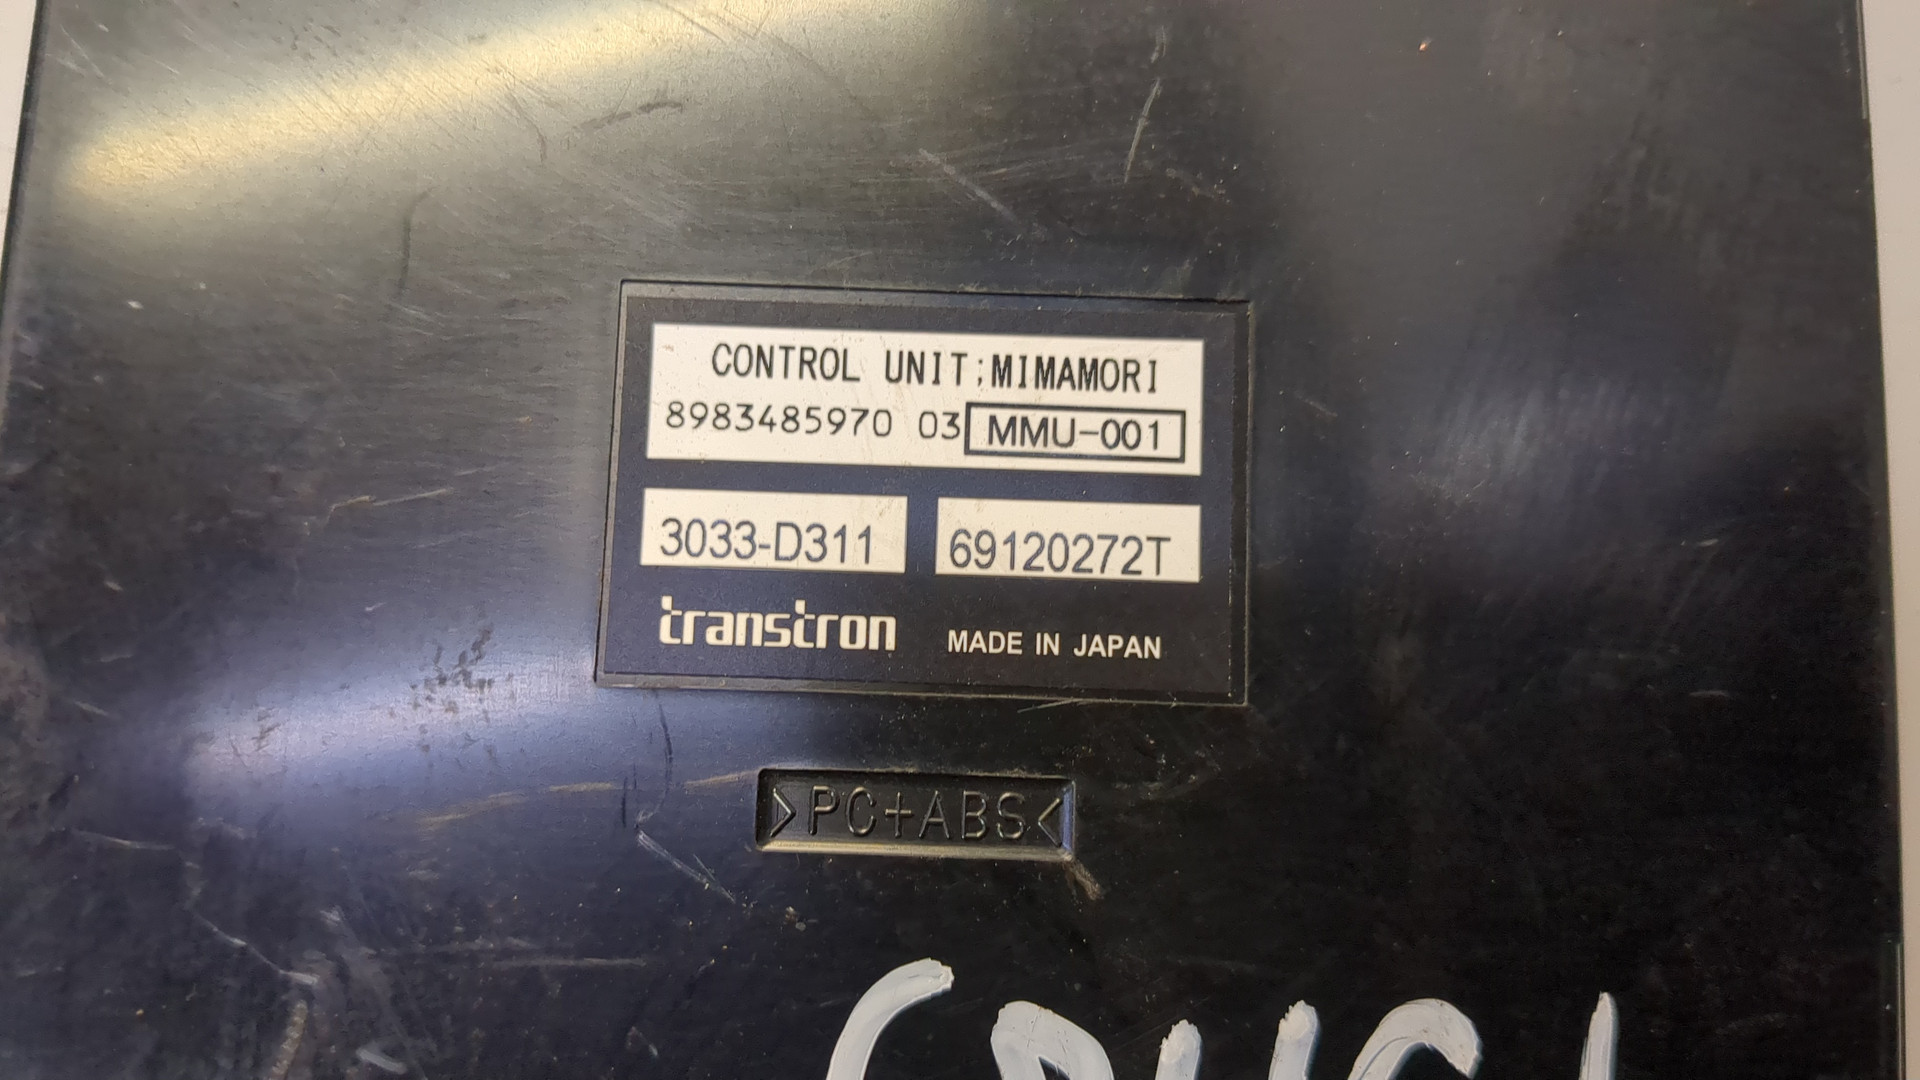 CONTROL UNIT;MIMAMORI
8983485970 03 MMU-001
3033-D311 69120272T
transtron MADE IN JAPAN
>PC+ABS<